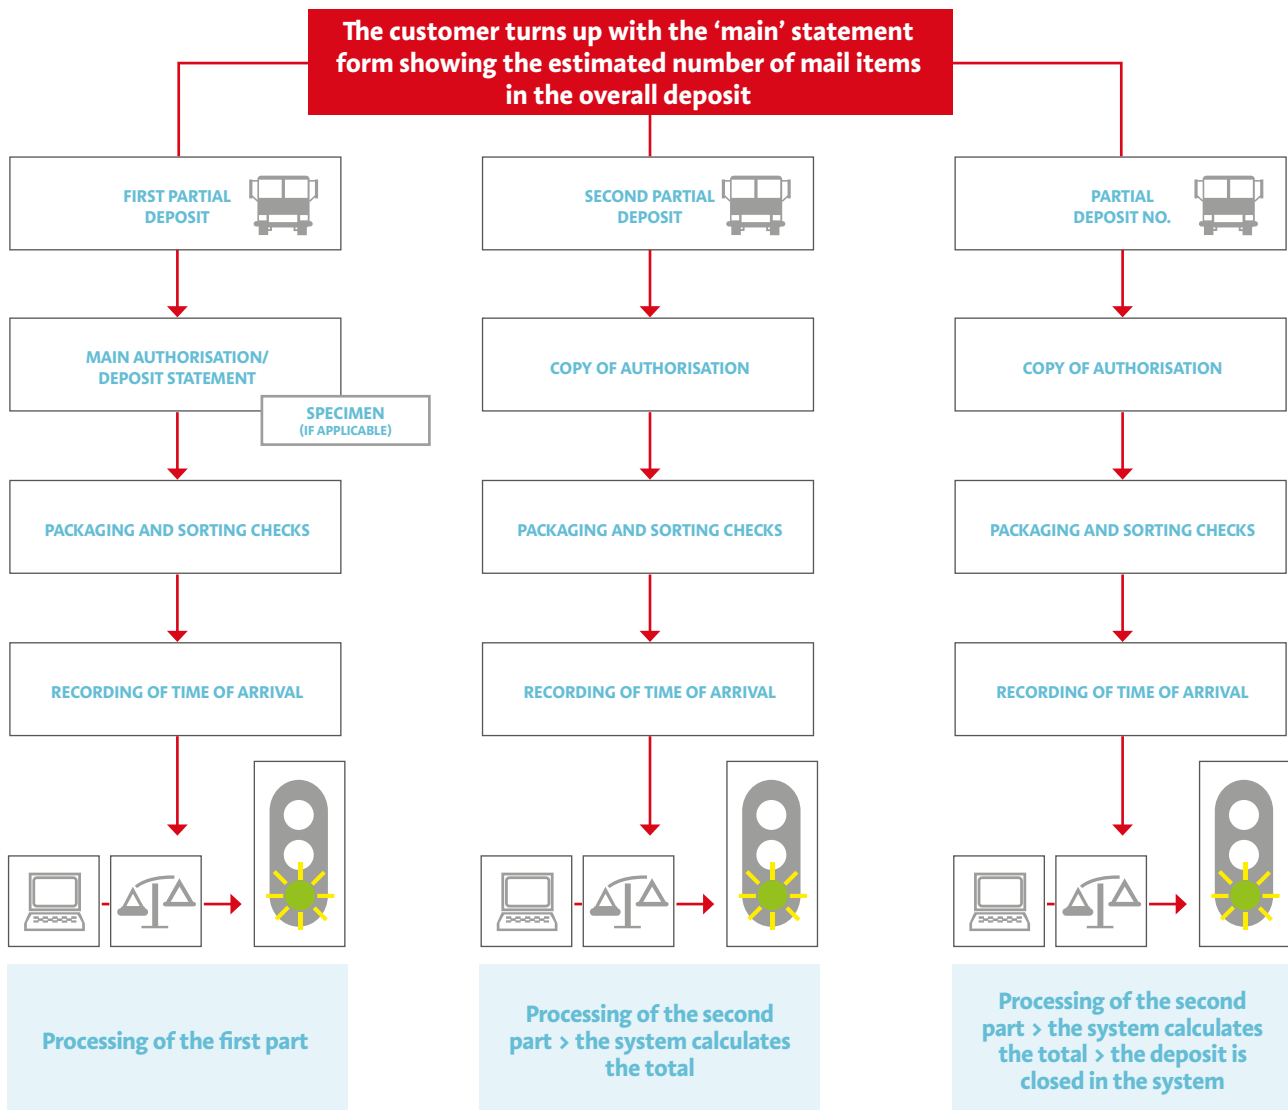 The customer turns up with the ‘main’ statement
form showing the estimated number of mail items
in the overall deposit
FIRST PARTIAL
DEPOSIT
SECOND PARTIAL
DEPOSIT
PARTIAL
DEPOSIT NO.
MAIN AUTHORISATION/
DEPOSIT STATEMENT
SPECIMEN
(IF APPLICABLE)
COPY OF AUTHORISATION
COPY OF AUTHORISATION
PACKAGING AND SORTING CHECKS
PACKAGING AND SORTING CHECKS
PACKAGING AND SORTING CHECKS
RECORDING OF TIME OF ARRIVAL
RECORDING OF TIME OF ARRIVAL
RECORDING OF TIME OF ARRIVAL
Processing of the first part
Processing of the second
part > the system calculates
the total
Processing of the second
part > the system calculates
the total > the deposit is
closed in the system